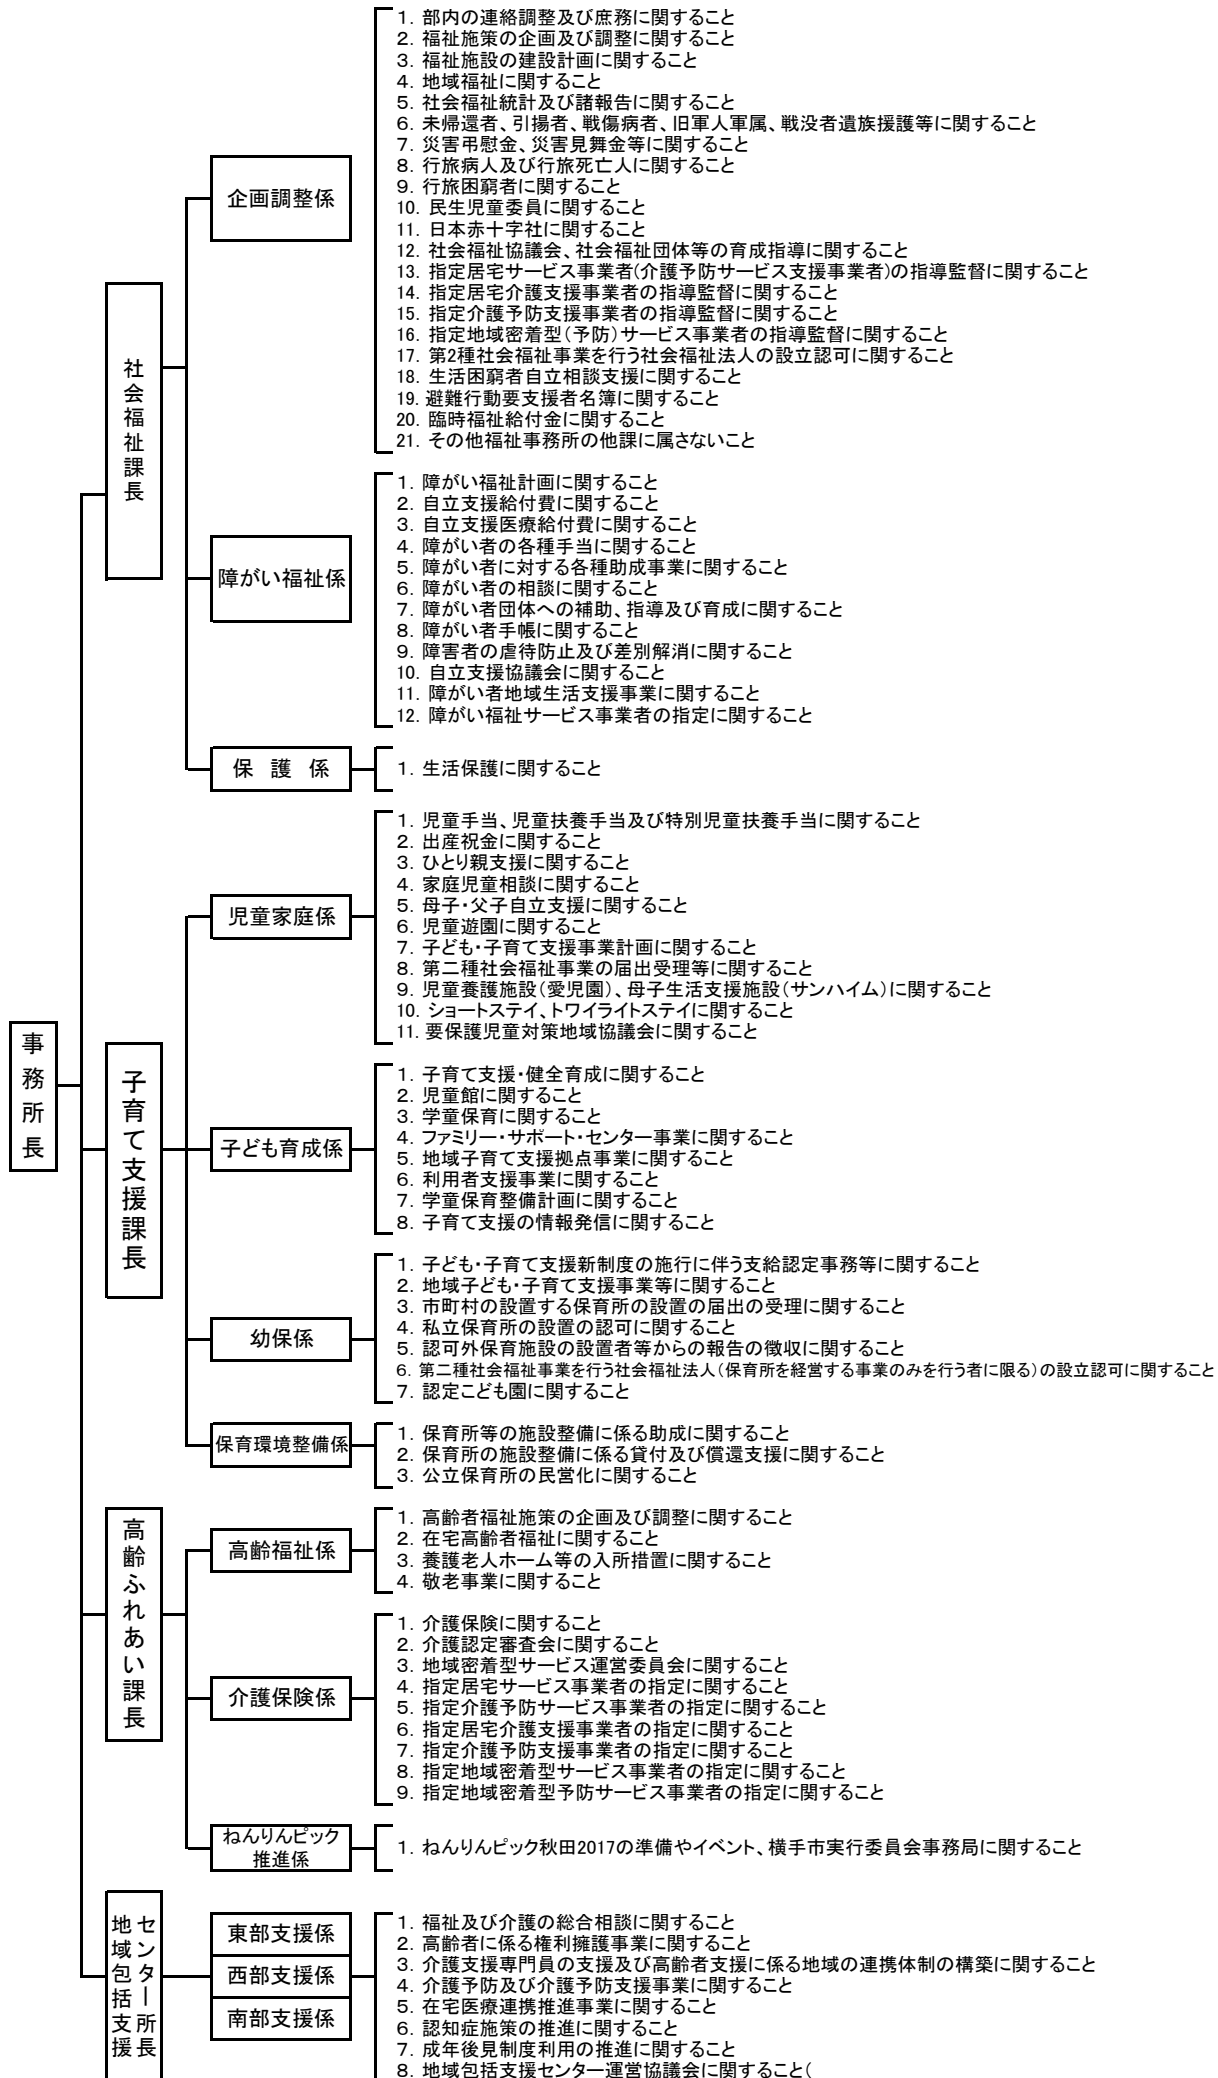 事務所長
社会福祉課長
企画調整係
1. 部内の連絡調整及び庶務に関すること
2. 福祉施策の企画及び調整に関すること
3. 福祉施設の建設計画に関すること
4. 地域福祉に関すること
5. 社会福祉統計及び諸報告に関すること
6. 未帰還者、引揚者、戦傷病者、旧軍人軍属、戦没者遺族援護等に関すること
7. 災害弔慰金、災害見舞金等に関すること
8. 行旅病人及び行旅死亡人に関すること
9. 行旅困窮者に関すること
10. 民生児童委員に関すること
11. 日本赤十字社に関すること
12. 社会福祉協議会、社会福祉団体等の育成指導に関すること
13. 指定居宅サービス事業者(介護予防サービス支援事業者)の指導監督に関すること
14. 指定居宅介護支援事業者の指導監督に関すること
15. 指定介護予防支援事業者の指導監督に関すること
16. 指定地域密着型(予防)サービス事業者の指導監督に関すること
17. 第2種社会福祉事業を行う社会福祉法人の設立認可に関すること
18. 生活困窮者自立相談支援に関すること
19. 避難行動要支援者名簿に関すること
20. 臨時福祉給付金に関すること
21. その他福祉事務所の他課に属さないこと
障がい福祉係
1. 障がい福祉計画に関すること
2. 自立支援給付費に関すること
3. 自立支援医療給付費に関すること
4. 障がい者の各種手当に関すること
5. 障がい者に対する各種助成事業に関すること
6. 障がい者の相談に関すること
7. 障がい者団体への補助、指導及び育成に関すること
8. 障がい者手帳に関すること
9. 障害者の虐待防止及び差別解消に関すること
10. 自立支援協議会に関すること
11. 障がい者地域生活支援事業に関すること
12. 障がい福祉サービス事業者の指定に関すること
保 護 係
1. 生活保護に関すること
子育て支援課長
児童家庭係
1. 児童手当、児童扶養手当及び特別児童扶養手当に関すること
2. 出産祝金に関すること
3. ひとり親支援に関すること
4. 家庭児童相談に関すること
5. 母子・父子自立支援に関すること
6. 児童遊園に関すること
7. 子ども・子育て支援事業計画に関すること
8. 第二種社会福祉事業の届出受理等に関すること
9. 児童養護施設(愛児園)、母子生活支援施設(サンハイム)に関すること
10. ショートステイ、トワイライトステイに関すること
11. 要保護児童対策地域協議会に関すること
子ども育成係
1. 子育て支援・健全育成に関すること
2. 児童館に関すること
3. 学童保育に関すること
4. ファミリー・サポート・センター事業に関すること
5. 地域子育て支援拠点事業に関すること
6. 利用者支援事業に関すること
7. 学童保育整備計画に関すること
8. 子育て支援の情報発信に関すること
幼保係
1. 子ども・子育て支援新制度の施行に伴う支給認定事務等に関すること
2. 地域子ども・子育て支援事業等に関すること
3. 市町村の設置する保育所の設置の届出の受理に関すること
4. 私立保育所の設置の認可に関すること
5. 認可外保育施設の設置者等からの報告の徴収に関すること
6. 第二種社会福祉事業を行う社会福祉法人(保育所を経営する事業のみを行う者に限る)の設立認可に関すること
7. 認定こども園に関すること
保育環境整備係
1. 保育所等の施設整備に係る助成に関すること
2. 保育所の施設整備に係る貸付及び償還支援に関すること
3. 公立保育所の民営化に関すること
高齢ふれあい課長
高齢福祉係
1. 高齢者福祉施策の企画及び調整に関すること
2. 在宅高齢者福祉に関すること
3. 養護老人ホーム等の入所措置に関すること
4. 敬老事業に関すること
介護保険係
1. 介護保険に関すること
2. 介護認定審査会に関すること
3. 地域密着型サービス運営委員会に関すること
4. 指定居宅サービス事業者の指定に関すること
5. 指定介護予防サービス事業者の指定に関すること
6. 指定居宅介護支援事業者の指定に関すること
7. 指定介護予防支援事業者の指定に関すること
8. 指定地域密着型サービス事業者の指定に関すること
9. 指定地域密着型予防サービス事業者の指定に関すること
ねんりんピック
推進係
1. ねんりんピック秋田2017の準備やイベント、横手市実行委員会事務局に関すること
地域包括支援
センター所長
東部支援係
西部支援係
南部支援係
1. 福祉及び介護の総合相談に関すること
2. 高齢者に係る権利擁護事業に関すること
3. 介護支援専門員の支援及び高齢者支援に係る地域の連携体制の構築に関すること
4. 介護予防及び介護予防支援事業に関すること
5. 在宅医療連携推進事業に関すること
6. 認知症施策の推進に関すること
7. 成年後見制度利用の推進に関すること
8. 地域包括支援センター運営協議会に関すること(